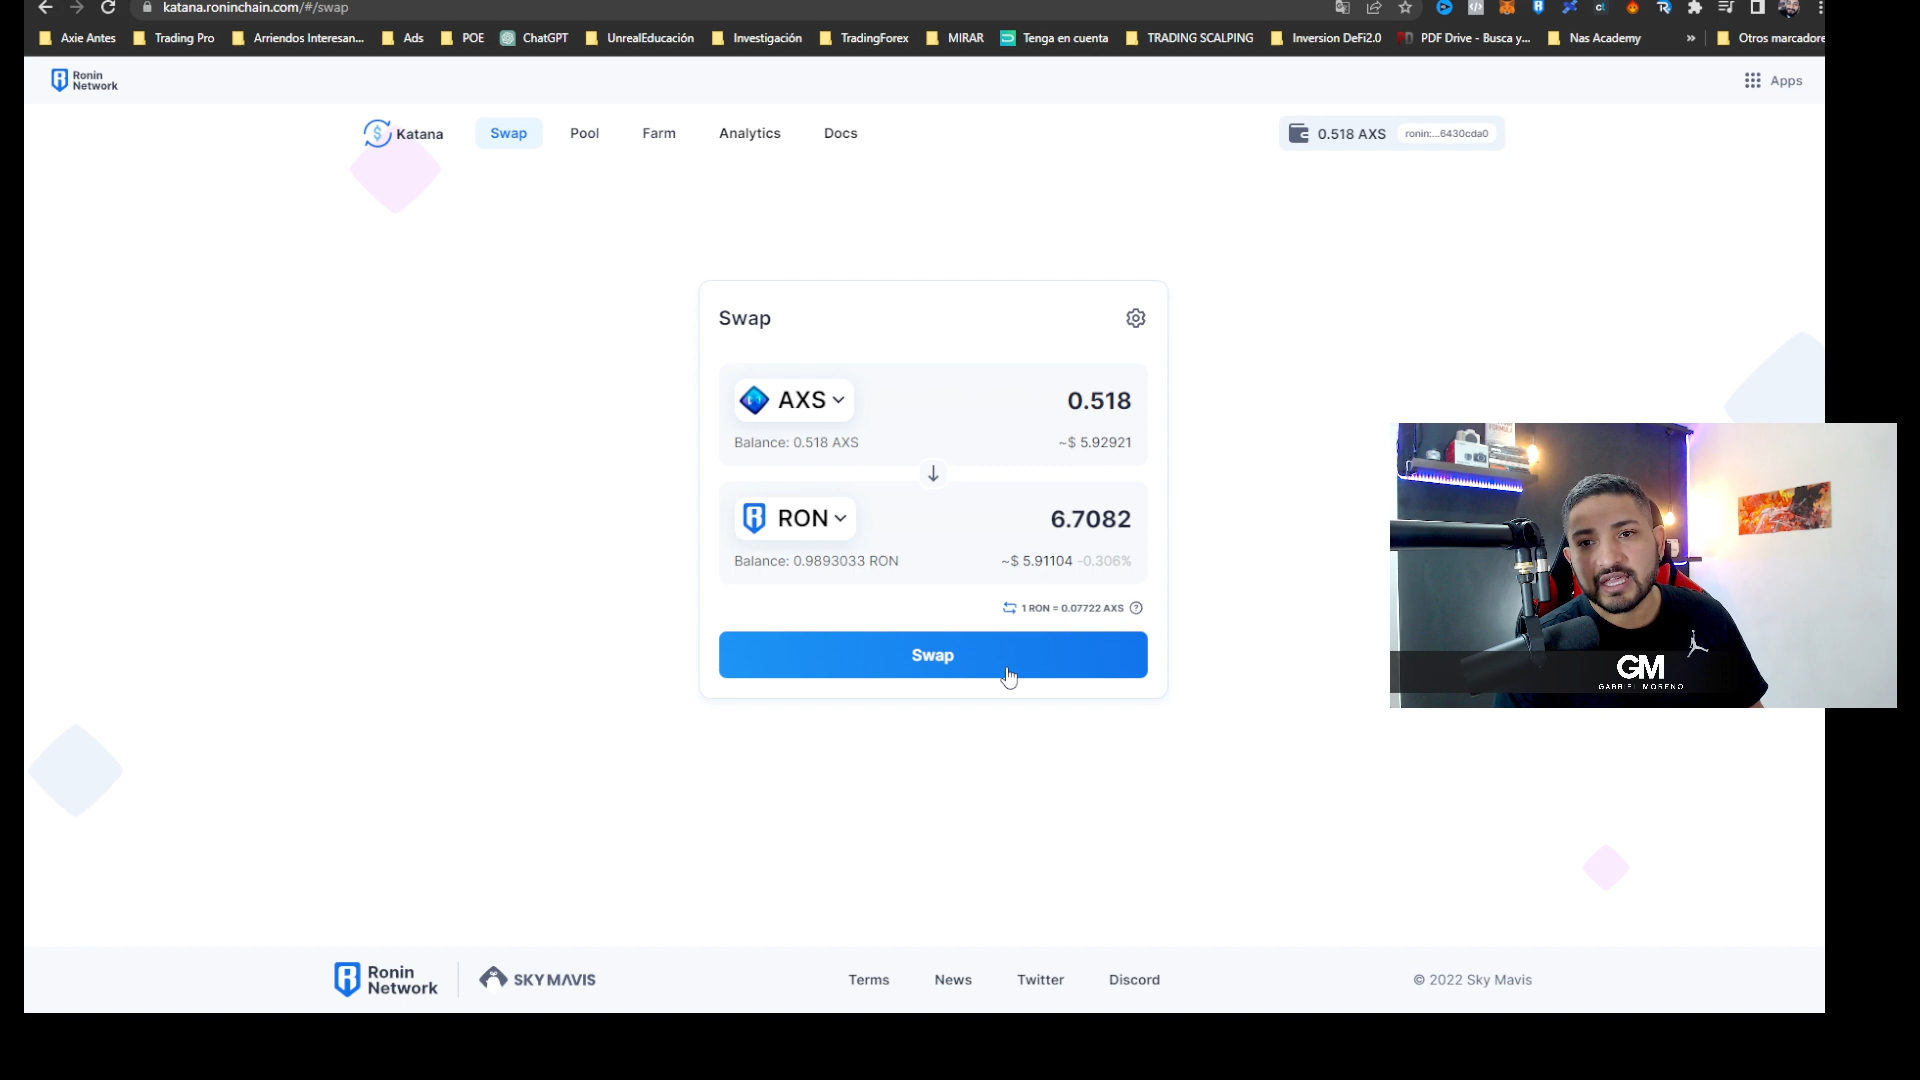 katana.roninchain.com/#/swap
Axie Antes
Trading Pro
Arriendos Interesan...
Ads
POE
ChatGPT
UnrealEducación
Investigación
TradingForex
MIRAR
Tenga en cuenta
TRADING SCALPING
Inversion DeFi2.0
PDF Drive - Busca y...
Nas Academy
»
Otros marcadore
Ronin
Network
Apps
Katana
Swap
Pool
Farm
Analytics
Docs
0.518 AXS
ronin:...6430cda0
Swap
AXS
0.518
Balance: 0.518 AXS
~$ 5.92921
RON
6.7082
Balance: 0.9893033 RON
~$ 5.91104 -0.306%
1 RON = 0.07722 AXS
Swap
GM
GABRIEL MORENO
Ronin
Network
SKY MAVIS
Terms
News
Twitter
Discord
© 2022 Sky Mavis